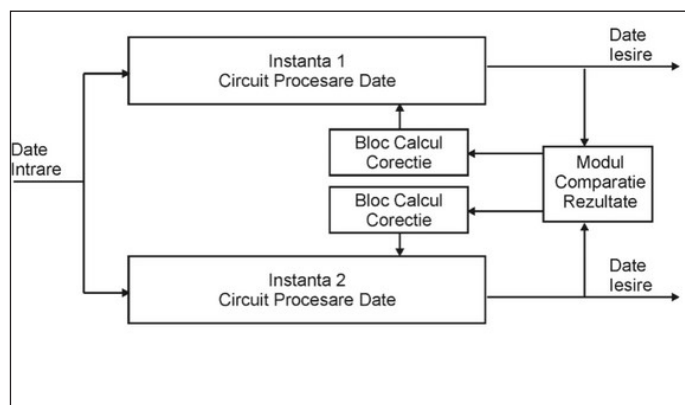 Date
Iesire
Instanta 1
Circuit Procesare Date
Date
Intrare
Bloc Calcul
Corectie
Modul
Comparatie
Rezultate
Bloc Calcul
Corectie
Instanta 2
Circuit Procesare Date
Date
Iesire